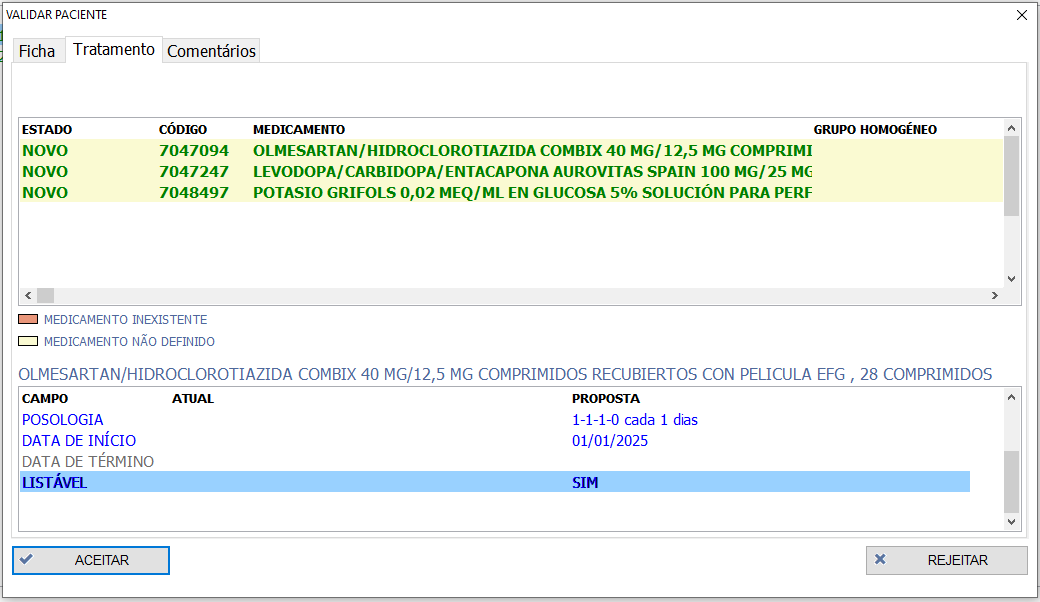 VALIDAR PACIENTE
Ficha Tratamento Comentários
ESTADO CÓDIGO MEDICAMENTO GRUPO HOMOGÉNEO
NOVO 7047094 OLMESARTAN/HIDROCLOROTIAZIDA COMBIX 40 MG/12,5 MG COMPRIMI
NOVO 7047247 LEVODOPA/CARBIDOPA/ENTACAPONA AUROVITAS SPAIN 100 MG/25 MG
NOVO 7048497 POTASIO GRIFOLS 0,02 MEQ/ML EN GLUCOSA 5% SOLUCIÓN PARA PERF
MEDICAMENTO INEXISTENTE
MEDICAMENTO NÃO DEFINIDO
OLMESARTAN/HIDROCLOROTIAZIDA COMBIX 40 MG/12,5 MG COMPRIMIDOS RECUBIERTOS CON PELICULA EFG , 28 COMPRIMIDOS
CAMPO ATUAL PROPOSTA
POSOLOGIA 1-1-1-0 cada 1 dias
DATA DE INÍCIO 01/01/2025
DATA DE TÉRMINO
LISTÁVEL SIM
ACEITAR REJEITAR